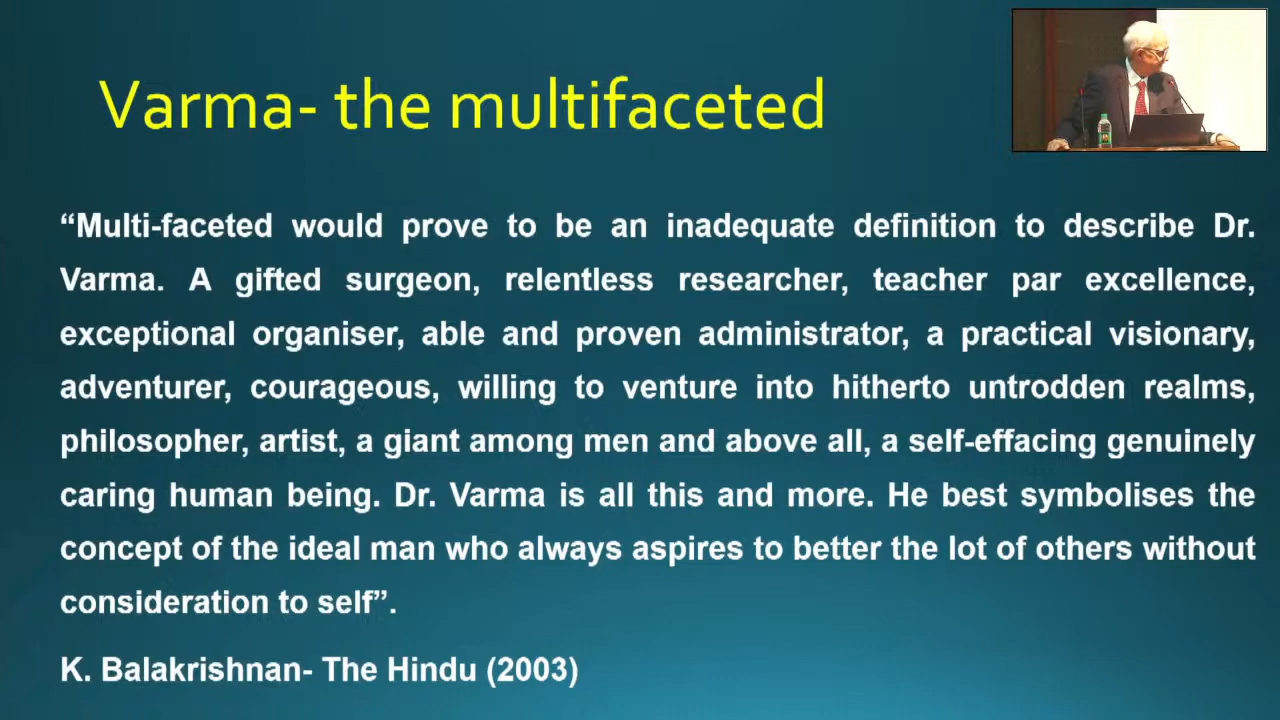 Varma- the multifaceted
“Multi-faceted would prove to be an inadequate definition to describe Dr.
Varma. A gifted surgeon, relentless researcher, teacher par excellence,
exceptional organiser, able and proven administrator, a practical visionary,
adventurer, courageous, willing to venture into hitherto untrodden realms,
philosopher, artist, a giant among men and above all, a self-effacing genuinely
caring human being. Dr. Varma is all this and more. He best symbolises the
concept of the ideal man who always aspires to better the lot of others without
consideration to self”.
K. Balakrishnan- The Hindu (2003)